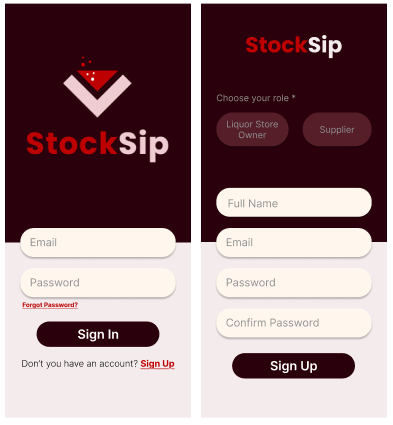 StockSip
Email
Password
Forgot Password?
Sign In
Don't you have an account? Sign Up
StockSip
Choose your role *
Liquor Store
Owner
Supplier
Full Name
Email
Password
Confirm Password
Sign Up